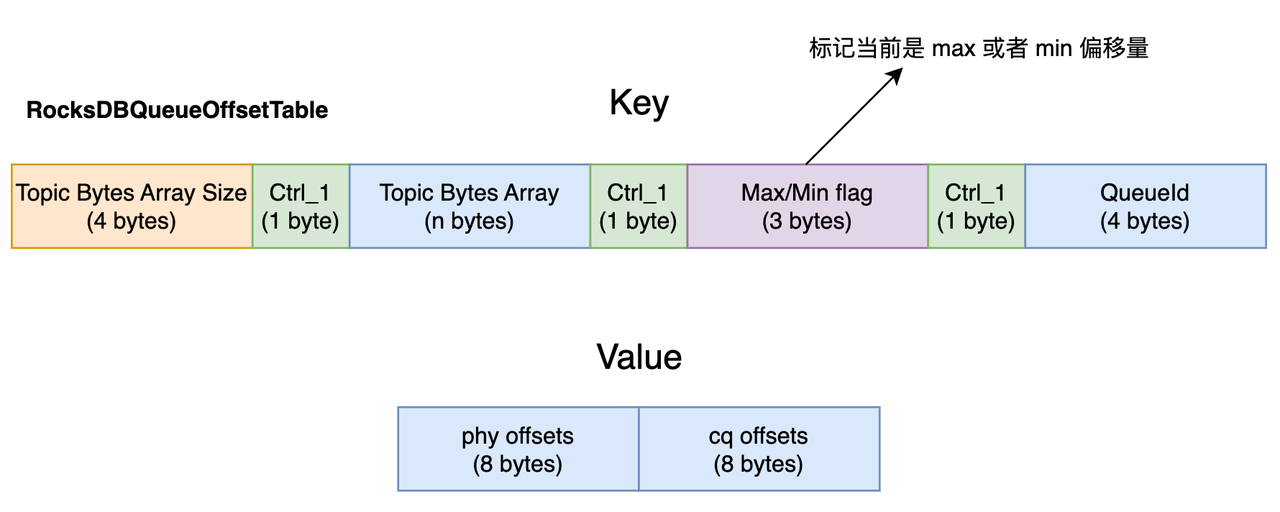 标记当前是 max 或者 min 偏移量
RocksDBQueueOffsetTable
Key
Topic Bytes Array Size
(4 bytes)
Ctrl_1
(1 byte)
Topic Bytes Array
(n bytes)
Ctrl_1
(1 byte)
Max/Min flag
(3 bytes)
Ctrl_1
(1 byte)
QueueId
(4 bytes)
Value
phy offsets
(8 bytes)
cq offsets
(8 bytes)